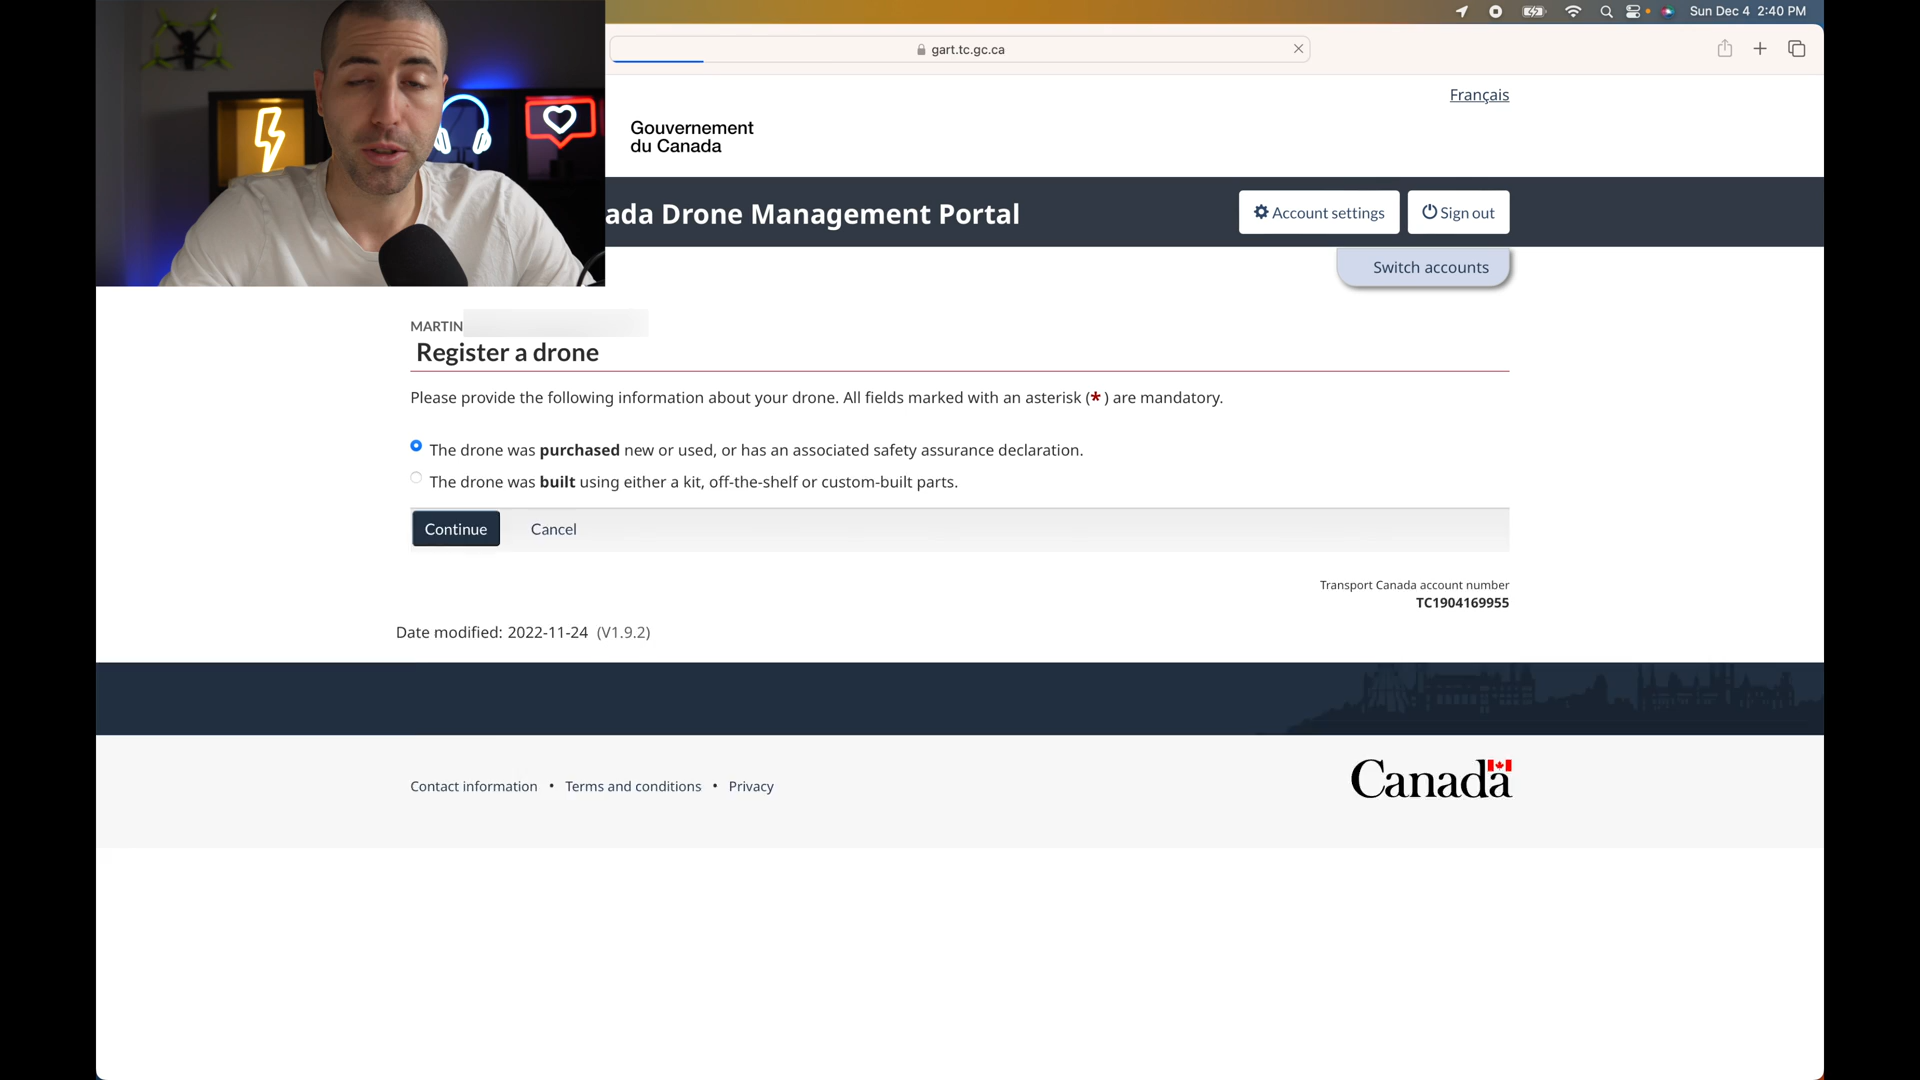 Sun Dec 4 2:40 PM
gart.tc.gc.ca
Français
Gouvernement
du Canada
ada Drone Management Portal
Account settings
Sign out
Switch accounts
MARTIN
Register a drone
Please provide the following information about your drone. All fields marked with an asterisk (* ) are mandatory.
The drone was purchased new or used, or has an associated safety assurance declaration.
The drone was built using either a kit, off-the-shelf or custom-built parts.
Continue
Cancel
Transport Canada account number
TC1904169955
Date modified: 2022-11-24 (V1.9.2)
Contact information • Terms and conditions • Privacy
Canada